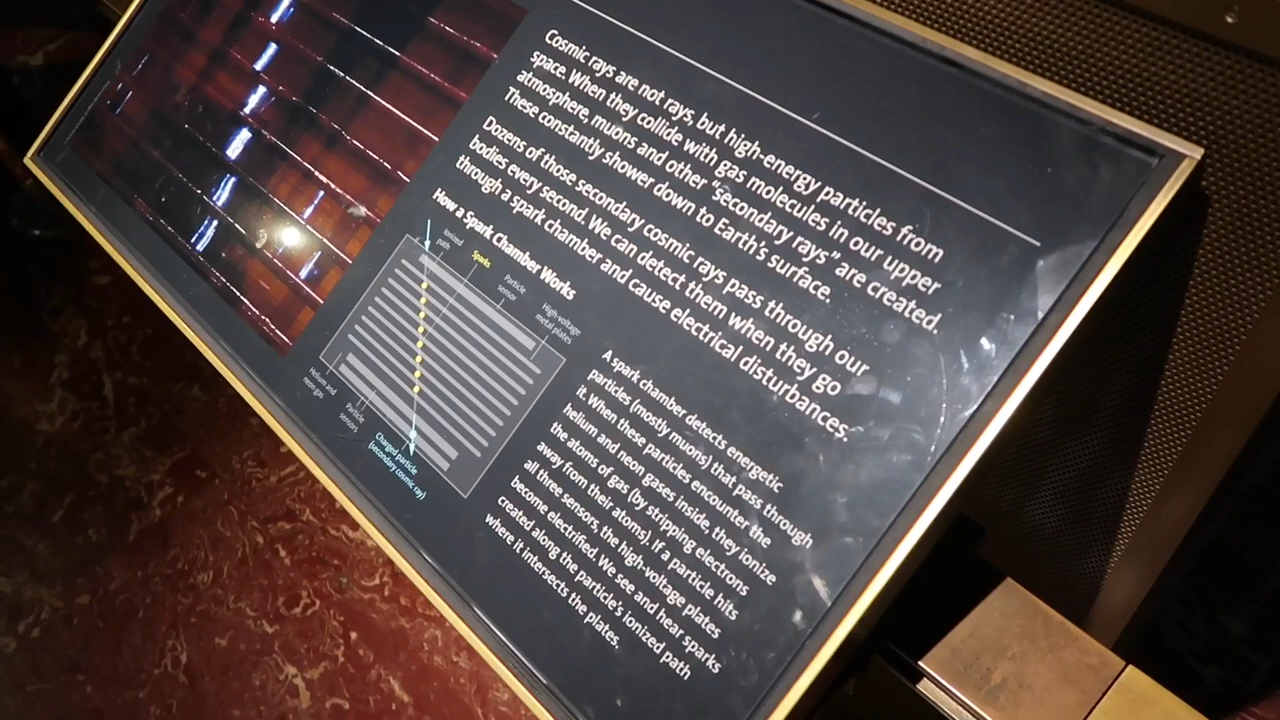 Cosmic rays are not rays, but high-energy particles from
space. When they collide with gas molecules in our upper
atmosphere, muons and other “secondary rays” are created.
These constantly shower down to Earth’s surface.
Dozens of those secondary cosmic rays pass through our
bodies every second. We can detect them when they go
through a spark chamber and cause electrical disturbances.
How a Spark Chamber Works
Ionized
path
Sparks
Particle
sensor
High-voltage
metal plates
Helium and
neon gas
Particle
sensors
Charged particle
(secondary cosmic ray)
A spark chamber detects energetic
particles (mostly muons) that pass through
it. When these particles encounter the
helium and neon gases inside, they ionize
the atoms of gas (by stripping electrons
away from their atoms). If a particle hits
all three sensors, the high-voltage plates
become electrified. We see and hear sparks
created along the particle’s ionized path
where it intersects the plates.